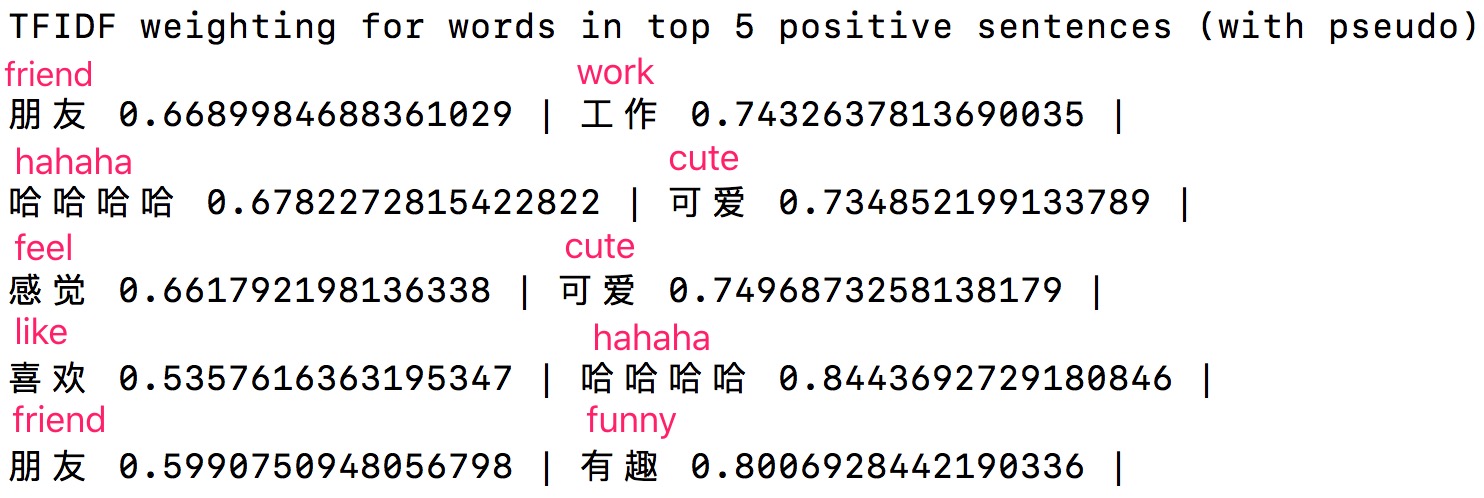 TFIDF weighting for words in top 5 positive sentences (with pseudo)
friend work
朋友 0.6689984688361029 | 工作 0.7432637813690035 |
hahaha cute
哈哈哈哈 0.6782272815422822 | 可爱 0.734852199133789 |
feel cute
感觉 0.661792198136338 | 可爱 0.7496873258138179 |
like hahaha
喜欢 0.5357616363195347 | 哈哈哈哈 0.8443692729180846 |
friend funny
朋友 0.5990750948056798 | 有趣 0.8006928442190336 |